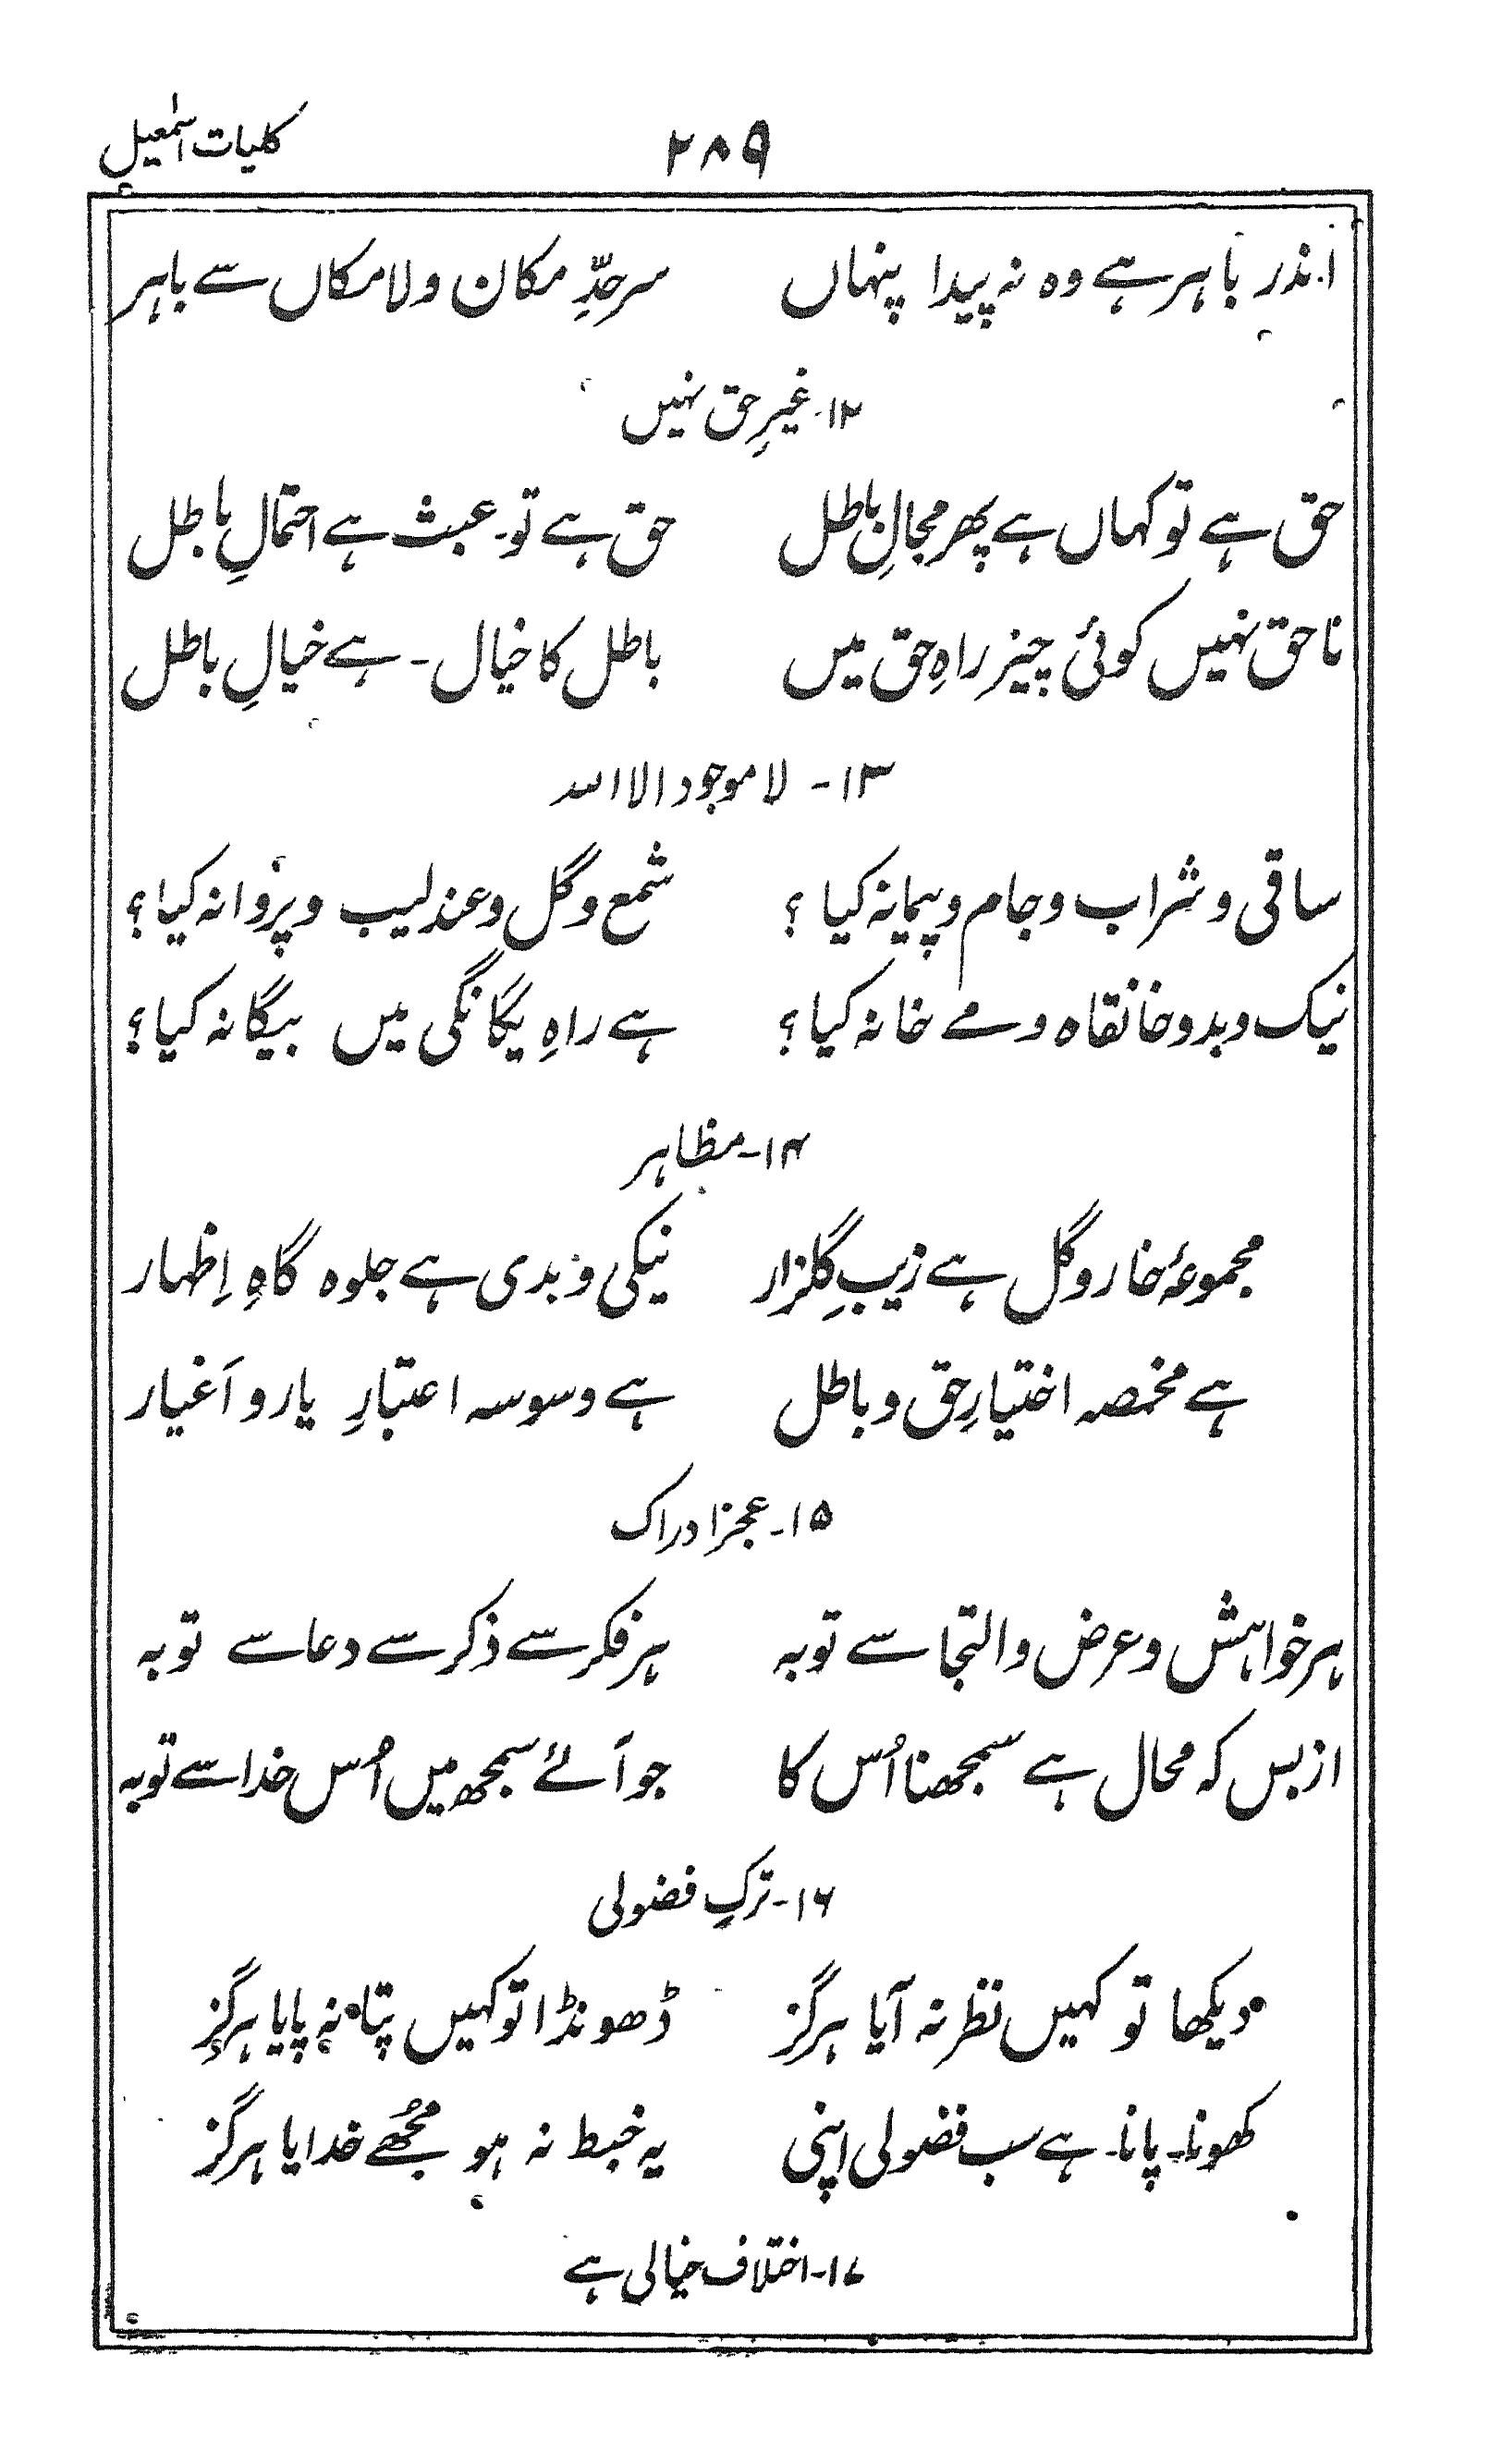 ۲۸۹ کلیات اسمٰعیل
اندر باہر ہے وہ نہ پیدا پنہاں سرحدِّ مکان و لامکاں سے باہر
۱۲۔ غیرِ حق نہیں
حق ہے تو کہاں ہے پھر مجالِ باطل حق ہے تو۔ عبث ہے احتمالِ باطل
ناحق نہیں کوئی چیز راہِ حق میں باطل کا خیال۔ ہے خیالِ باطل
۱۳۔ لا موجود الا اللہ
ساقی و شراب و جام و پیمانہ کیا ؟ شمع و گل و عندلیب و پروانہ کیا ؟
نیک و بد و خانقاہ و مے خانہ کیا ؟ ہے راہِ یگانگی میں بیگانہ کیا ؟
۱۴۔ مظاہر
مجموعۂ خار و گل ہے زیبِ گلزار نیکی و بدی ہے جلوہ گاہِ اِظہار
ہے مخمصہ اختیارِ حق و باطل ہے وسوسہ اعتبارِ یار و اَغیار
۱۵۔ عجز ادراک
ہر خواہش و عرض و التجا سے توبہ ہر فکر سے ذکر سے دعا سے توبہ
از بس کہ محال ہے سمجھنا اُس کا جو آئے سمجھ میں اُس خدا سے توبہ
۱۶۔ ترکِ فضولی
دیکھا تو کہیں نظر نہ آیا ہرگز ڈھونڈا تو کہیں پتا نہ پایا ہرگز
کھونا۔ پانا۔ ہے سب فضولی اپنی یہ خبط نہ ہو مجُھے خدایا ہرگز
۱۷۔ اختلاف خیالی ہے